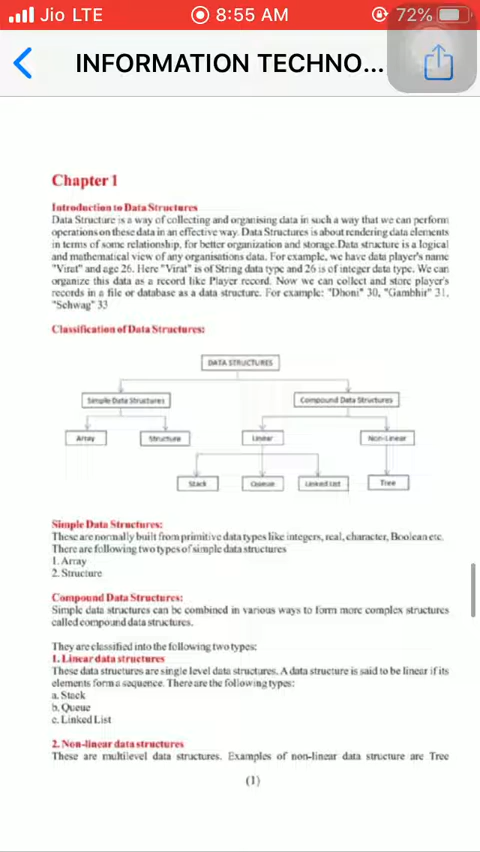 Jio LTE 8:55 AM 72%
INFORMATION TECHNO...
Chapter 1
Introduction to Data Structures
Data Structure is a way of collecting and organising data in such a way that we can perform
operations on these data in an effective way. Data Structures is about rendering data elements
in terms of some relationship, for better organization and storage.Data structure is a logical
and mathematical view of any organisations data. For example, we have data player's name
"Virat" and age 26. Here "Virat" is of String data type and 26 is of integer data type. We can
organize this data as a record like Player record. Now we can collect and store player's
records in a file or database as a data structure. For example: "Dhoni" 30, "Gambhir" 31,
"Sehwag" 33
Classification of Data Structures:
DATA STRUCTURES
Simple Data Structures Compound Data Structures
Array Structure Linear Non-Linear
Stack Queue Linked List Tree
Simple Data Structures:
These are normally built from primitive data types like integers, real, character, Boolean etc.
There are following two types of simple data structures
1. Array
2. Structure
Compound Data Structures:
Simple data structures can be combined in various ways to form more complex structures
called compound data structures.
They are classified into the following two types:
1. Linear data structures
These data structures are single level data structures. A data structure is said to be linear if its
elements form a sequence. There are the following types:
a. Stack
b. Queue
c. Linked List
2. Non-linear data structures
These are multilevel data structures. Examples of non-linear data structure are Tree
(1)